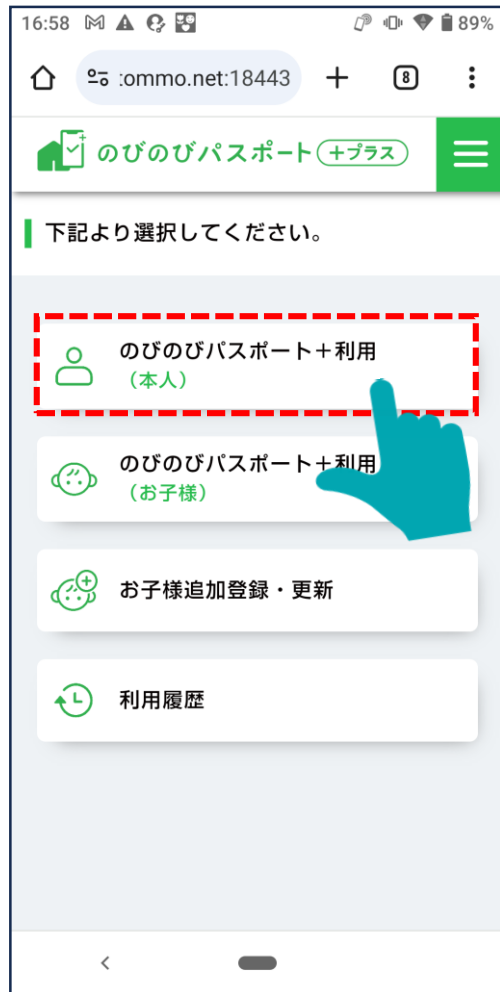 16:58
89%
:ommo.net:18443
8
のびのびパスポート +プラス
下記より選択してください。
のびのびパスポート+利用
(本人)
のびのびパスポート+利用
(お子様)
お子様追加登録・更新
利用履歴